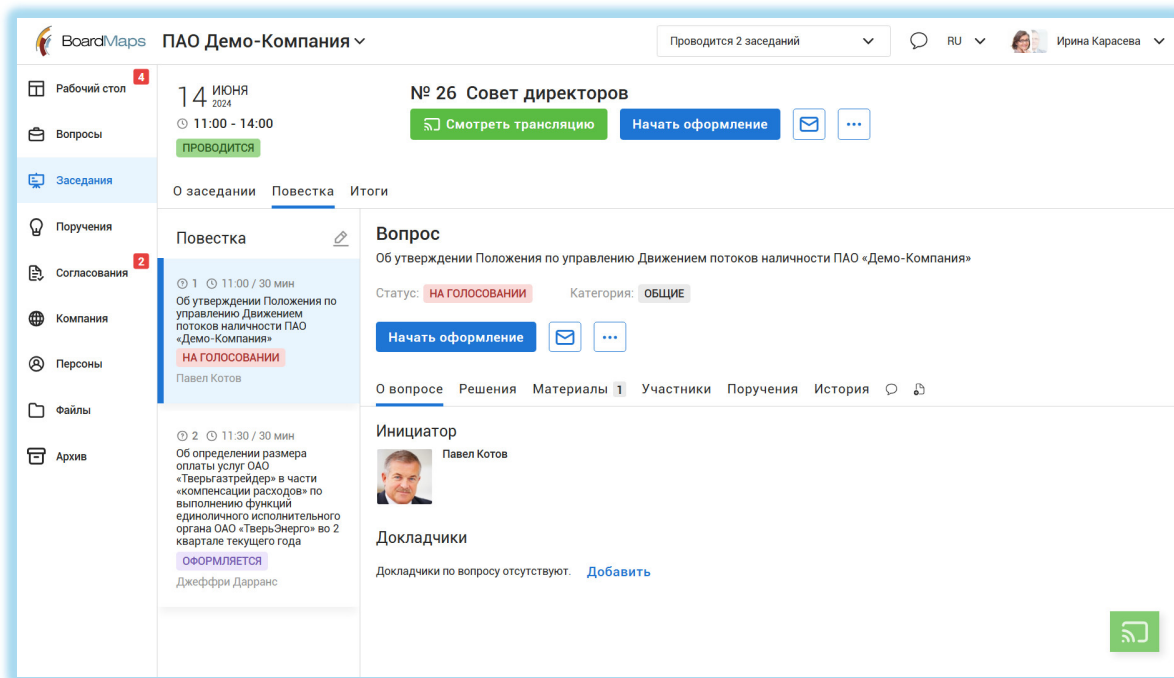 BoardMaps
ПАО Демо-Компания
Проводится 2 заседаний
RU
Ирина Карасева
Рабочий стол
4
Вопросы
Заседания
Поручения
Согласования
2
Компания
Персоны
Файлы
Архив
14 ИЮНЯ
2024
11:00 - 14:00
ПРОВОДИТСЯ
№ 26 Совет директоров
Смотреть трансляцию
Начать оформление
О заседании
Повестка
Итоги
Повестка
1 11:00 / 30 мин
Об утверждении Положения по
управлению Движением
потоков наличности ПАО
«Демо-Компания»
НА ГОЛОСОВАНИИ
Павел Котов
2 11:30 / 30 мин
Об определении размера
оплаты услуг ОАО
«Тверьгазтрейдер» в части
«компенсации расходов» по
выполнению функций
единоличного исполнительного
органа ОАО «ТверьЭнерго» во 2
квартале текущего года
ОФОРМЛЯЕТСЯ
Джеффри Дарранс
Вопрос
Об утверждении Положения по управлению Движением потоков наличности ПАО «Демо-Компания»
Статус: НА ГОЛОСОВАНИИ Категория: ОБЩИЕ
Начать оформление
О вопросе Решения Материалы 1 Участники Поручения История
Инициатор
Павел Котов
Докладчики
Докладчики по вопросу отсутствуют. Добавить